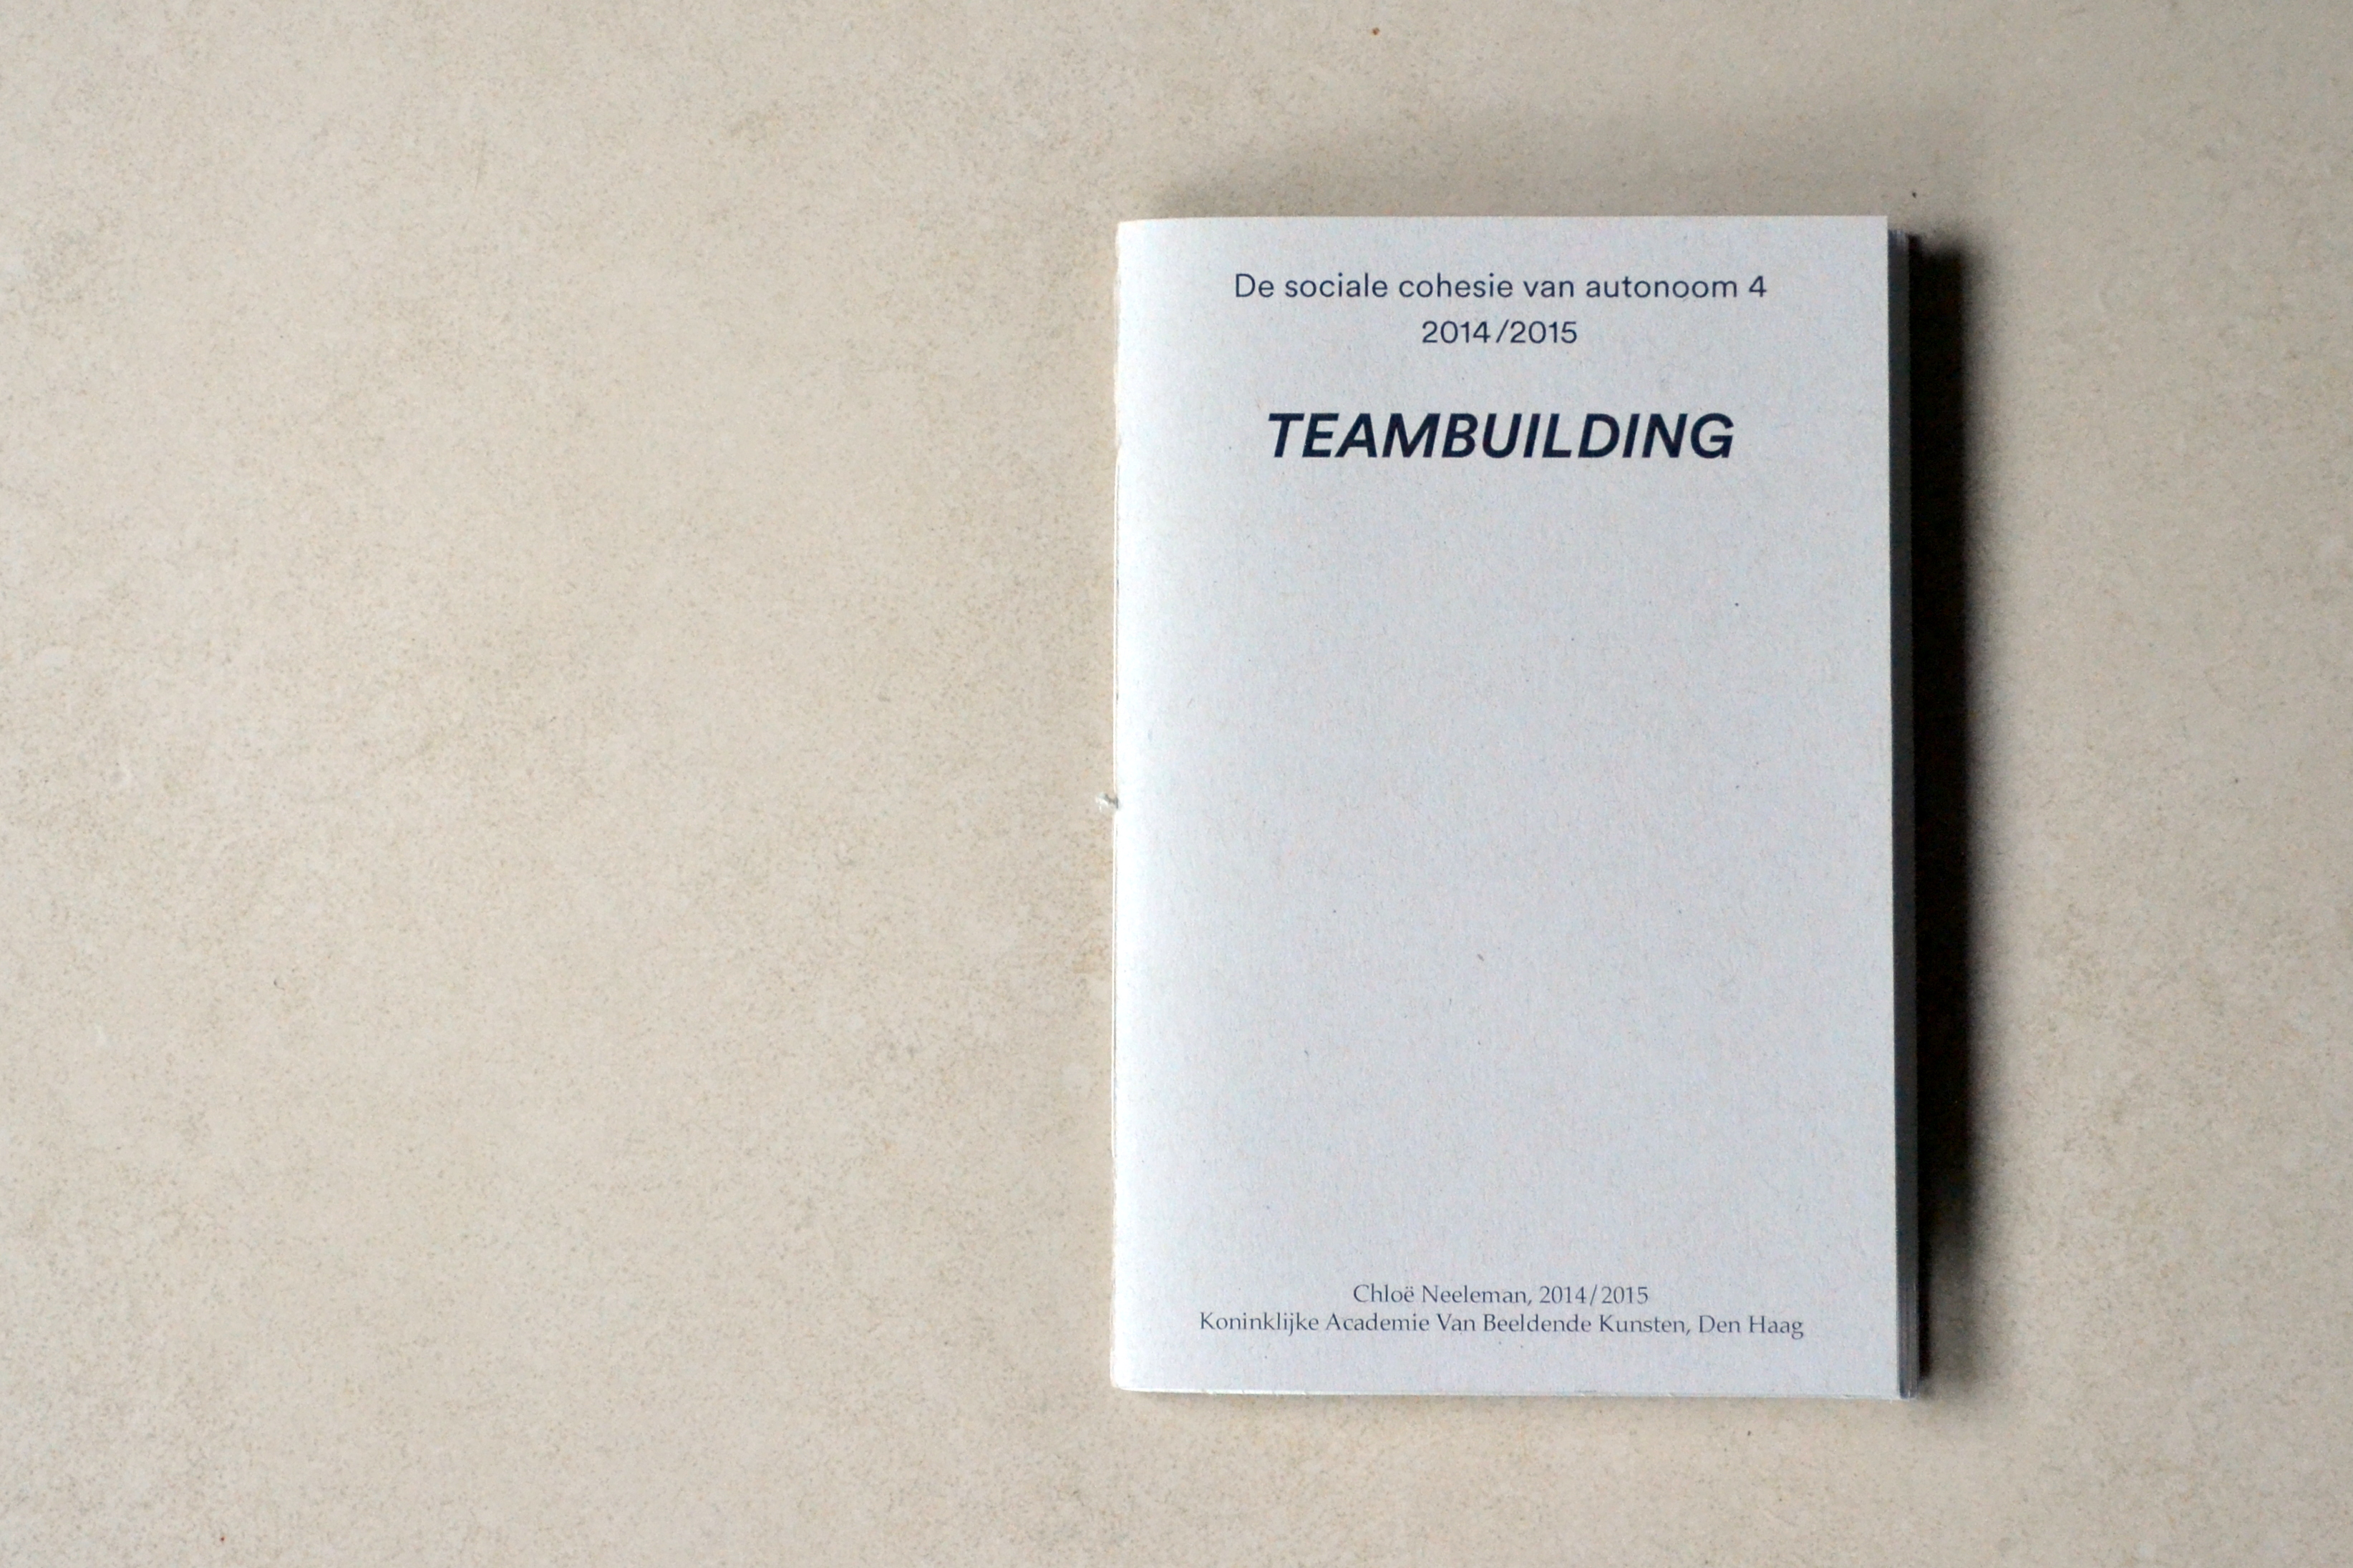 De sociale cohesie van autonoom 4
2014/2015
TEAMBUILDING
Chloë Neeleman, 2014/2015
Koninklijke Academie Van Beeldende Kunsten, Den Haag